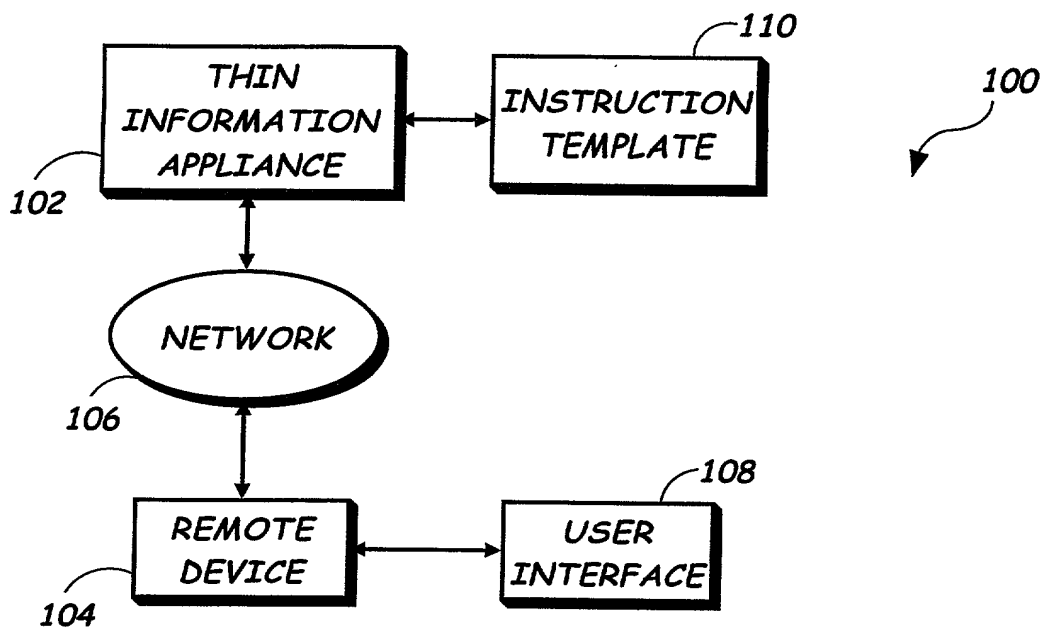 110
THIN
INFORMATION
APPLIANCE
INSTRUCTION
TEMPLATE
100
102
NETWORK
106
108
REMOTE
DEVICE
USER
INTERFACE
104